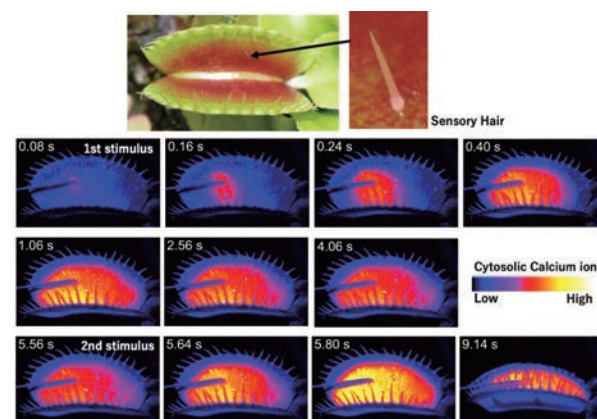 Sensory Hair
0.08 s 1st stimulus
0.16 s
0.24 s
0.40 s
1.06 s
2.56 s
4.06 s
Cytosolic Calcium ion
Low High
5.56 s 2nd stimulus
5.64 s
5.80 s
9.14 s